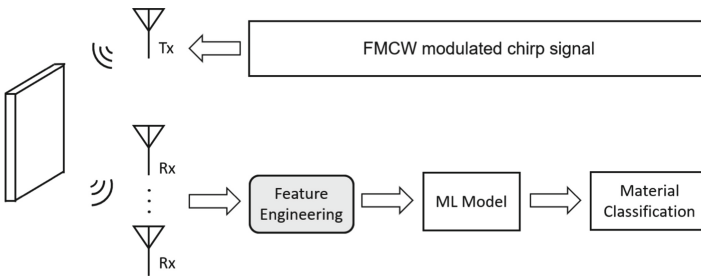 Tx
FMCW modulated chirp signal
Rx
Feature
Engineering
ML Model
Material
Classification
Rx